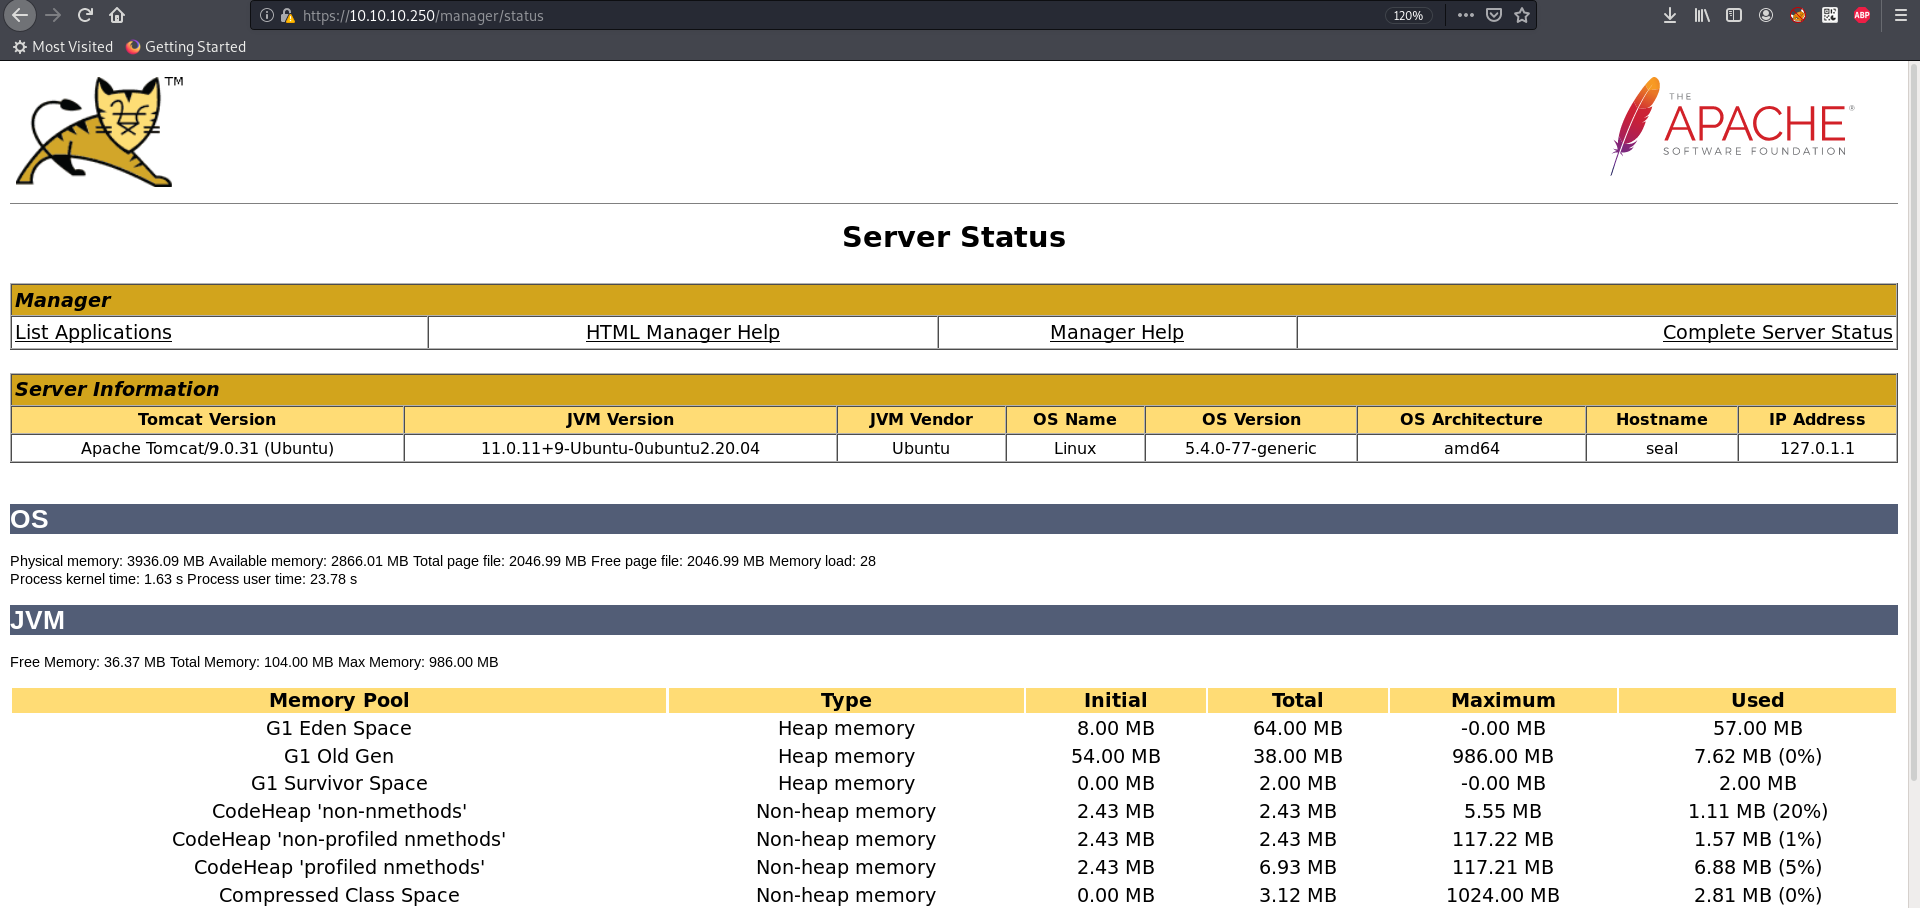 https://10.10.10.250/manager/status 120% ABP
Most Visited Getting Started
TM
THE
APACHE®
SOFTWARE FOUNDATION
Server Status
Manager
List Applications HTML Manager Help Manager Help Complete Server Status
Server Information
Tomcat Version JVM Version JVM Vendor OS Name OS Version OS Architecture Hostname IP Address
Apache Tomcat/9.0.31 (Ubuntu) 11.0.11+9-Ubuntu-0ubuntu2.20.04 Ubuntu Linux 5.4.0-77-generic amd64 seal 127.0.1.1
OS
Physical memory: 3936.09 MB Available memory: 2866.01 MB Total page file: 2046.99 MB Free page file: 2046.99 MB Memory load: 28
Process kernel time: 1.63 s Process user time: 23.78 s
JVM
Free Memory: 36.37 MB Total Memory: 104.00 MB Max Memory: 986.00 MB
Memory Pool Type Initial Total Maximum Used
G1 Eden Space Heap memory 8.00 MB 64.00 MB -0.00 MB 57.00 MB
G1 Old Gen Heap memory 54.00 MB 38.00 MB 986.00 MB 7.62 MB (0%)
G1 Survivor Space Heap memory 0.00 MB 2.00 MB -0.00 MB 2.00 MB
CodeHeap 'non-nmethods' Non-heap memory 2.43 MB 2.43 MB 5.55 MB 1.11 MB (20%)
CodeHeap 'non-profiled nmethods' Non-heap memory 2.43 MB 2.43 MB 117.22 MB 1.57 MB (1%)
CodeHeap 'profiled nmethods' Non-heap memory 2.43 MB 6.93 MB 117.21 MB 6.88 MB (5%)
Compressed Class Space Non-heap memory 0.00 MB 3.12 MB 1024.00 MB 2.81 MB (0%)